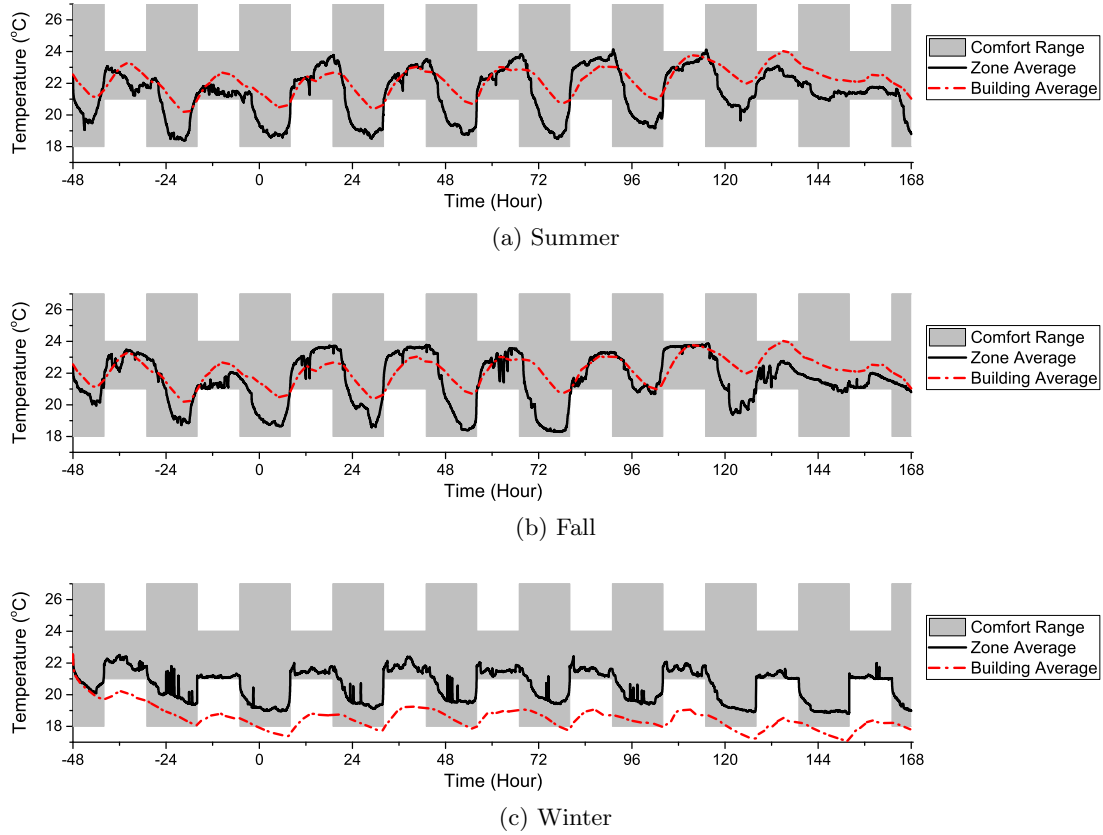 26
24
22
20
18
Temperature (°C)
-48 -24 0 24 48 72 96 120 144 168
Time (Hour)
Comfort Range
Zone Average
Building Average
(a) Summer
26
24
22
20
18
Temperature (°C)
-48 -24 0 24 48 72 96 120 144 168
Time (Hour)
Comfort Range
Zone Average
Building Average
(b) Fall
26
24
22
20
18
Temperature (°C)
-48 -24 0 24 48 72 96 120 144 168
Time (Hour)
Comfort Range
Zone Average
Building Average
(c) Winter